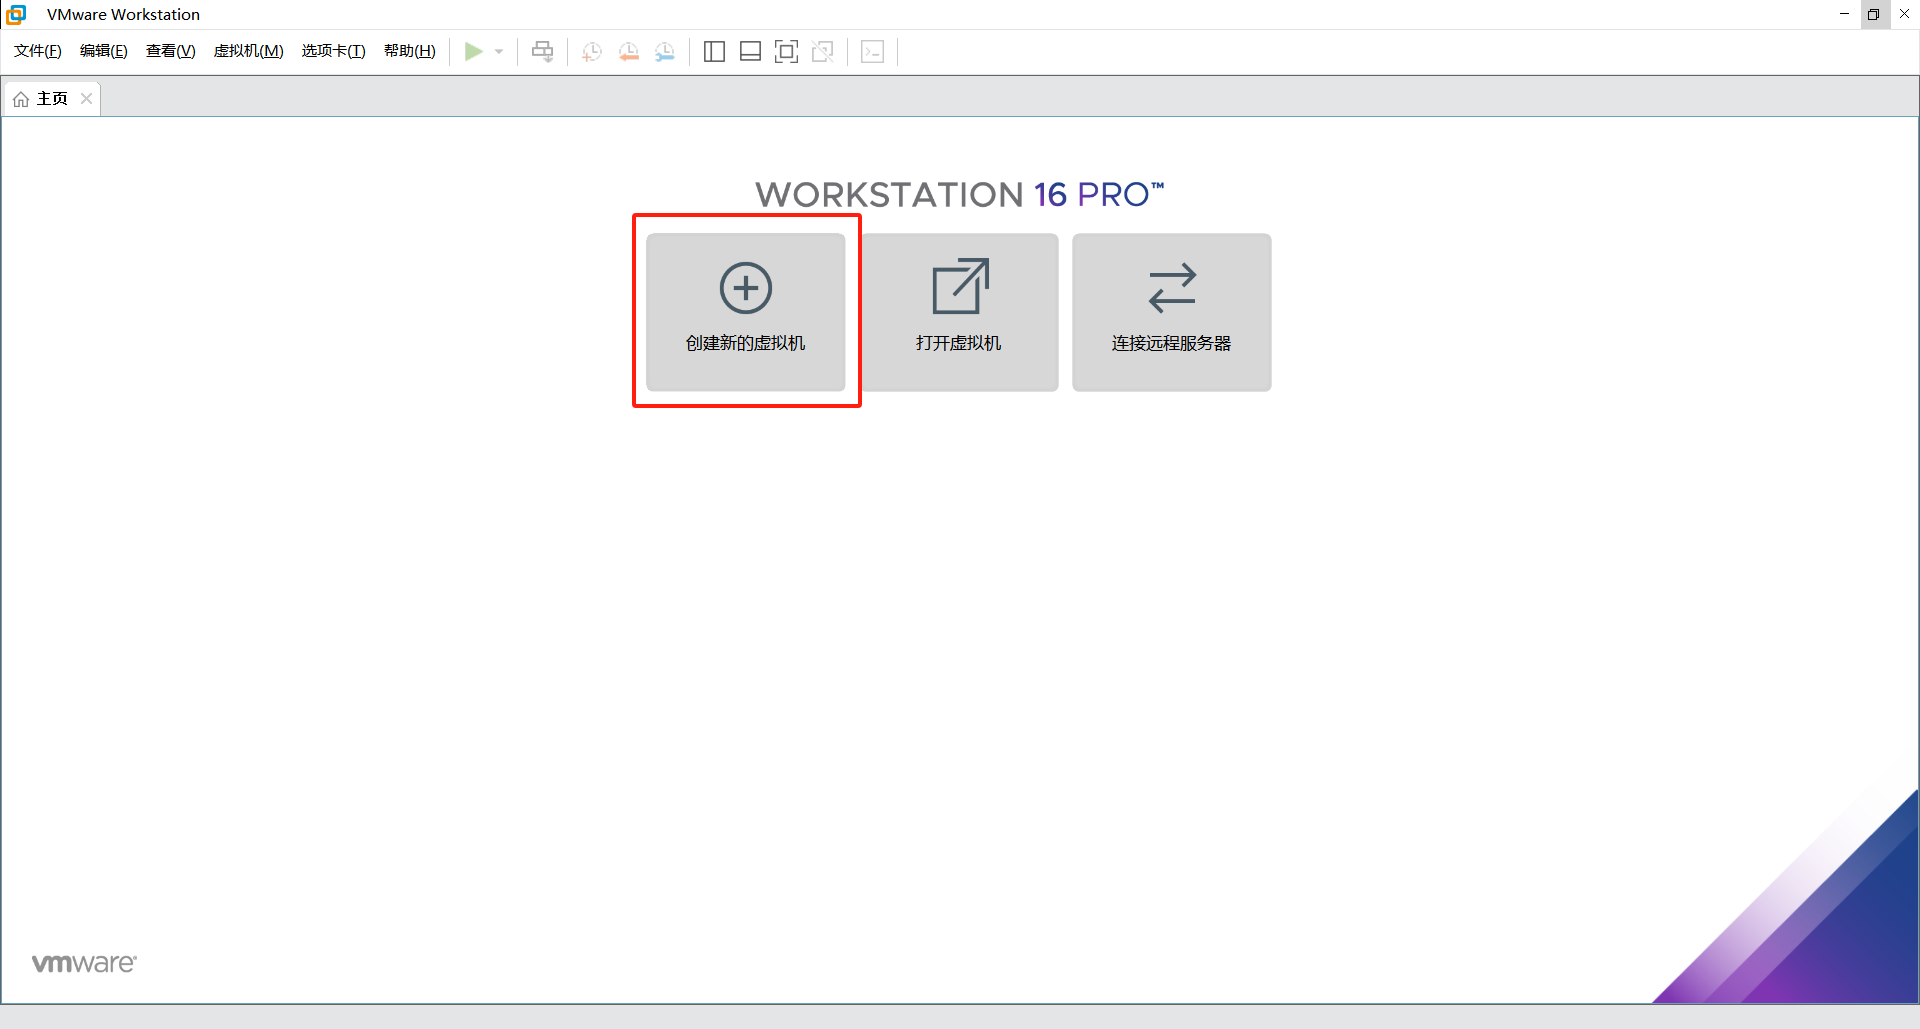 VMware Workstation
文件(F) 编辑(E) 查看(V) 虚拟机(M) 选项卡(T) 帮助(H)
主页
WORKSTATION 16 PRO™
创建新的虚拟机 打开虚拟机 连接远程服务器
vmware®